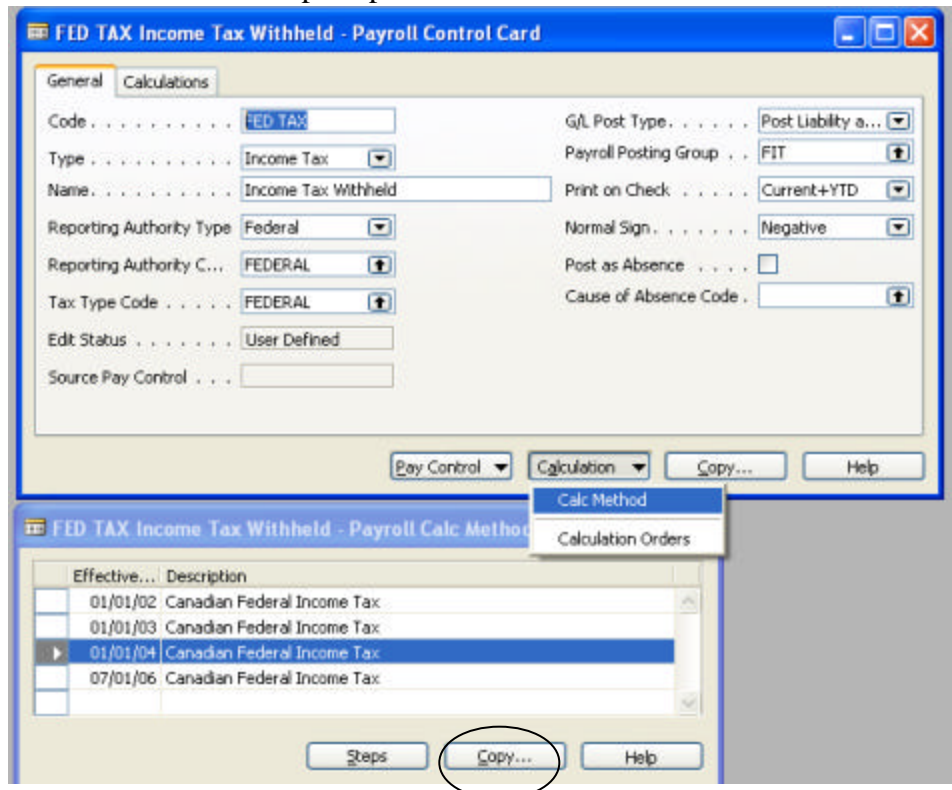 FED TAX Income Tax Withheld - Payroll Control Card
General Calculations
Code . . . . . . . . . . FED TAX G/L Post Type. . . . . . Post Liability a...
Type . . . . . . . . . . Income Tax Payroll Posting Group . . FIT
Name. . . . . . . . . . Income Tax Withheld Print on Check . . . . . Current+YTD
Reporting Authority Type Federal Normal Sign. . . . . . . Negative
Reporting Authority C... FEDERAL Post as Absence . . . .
Tax Type Code . . . . . FEDERAL Cause of Absence Code .
Edit Status . . . . . . . User Defined
Source Pay Control . . .
Pay Control Calculation Copy... Help
Calc Method
Calculation Orders
FED TAX Income Tax Withheld - Payroll Calc Method
Effective... Description
01/01/02 Canadian Federal Income Tax
01/01/03 Canadian Federal Income Tax
01/01/04 Canadian Federal Income Tax
07/01/06 Canadian Federal Income Tax
Steps Copy... Help